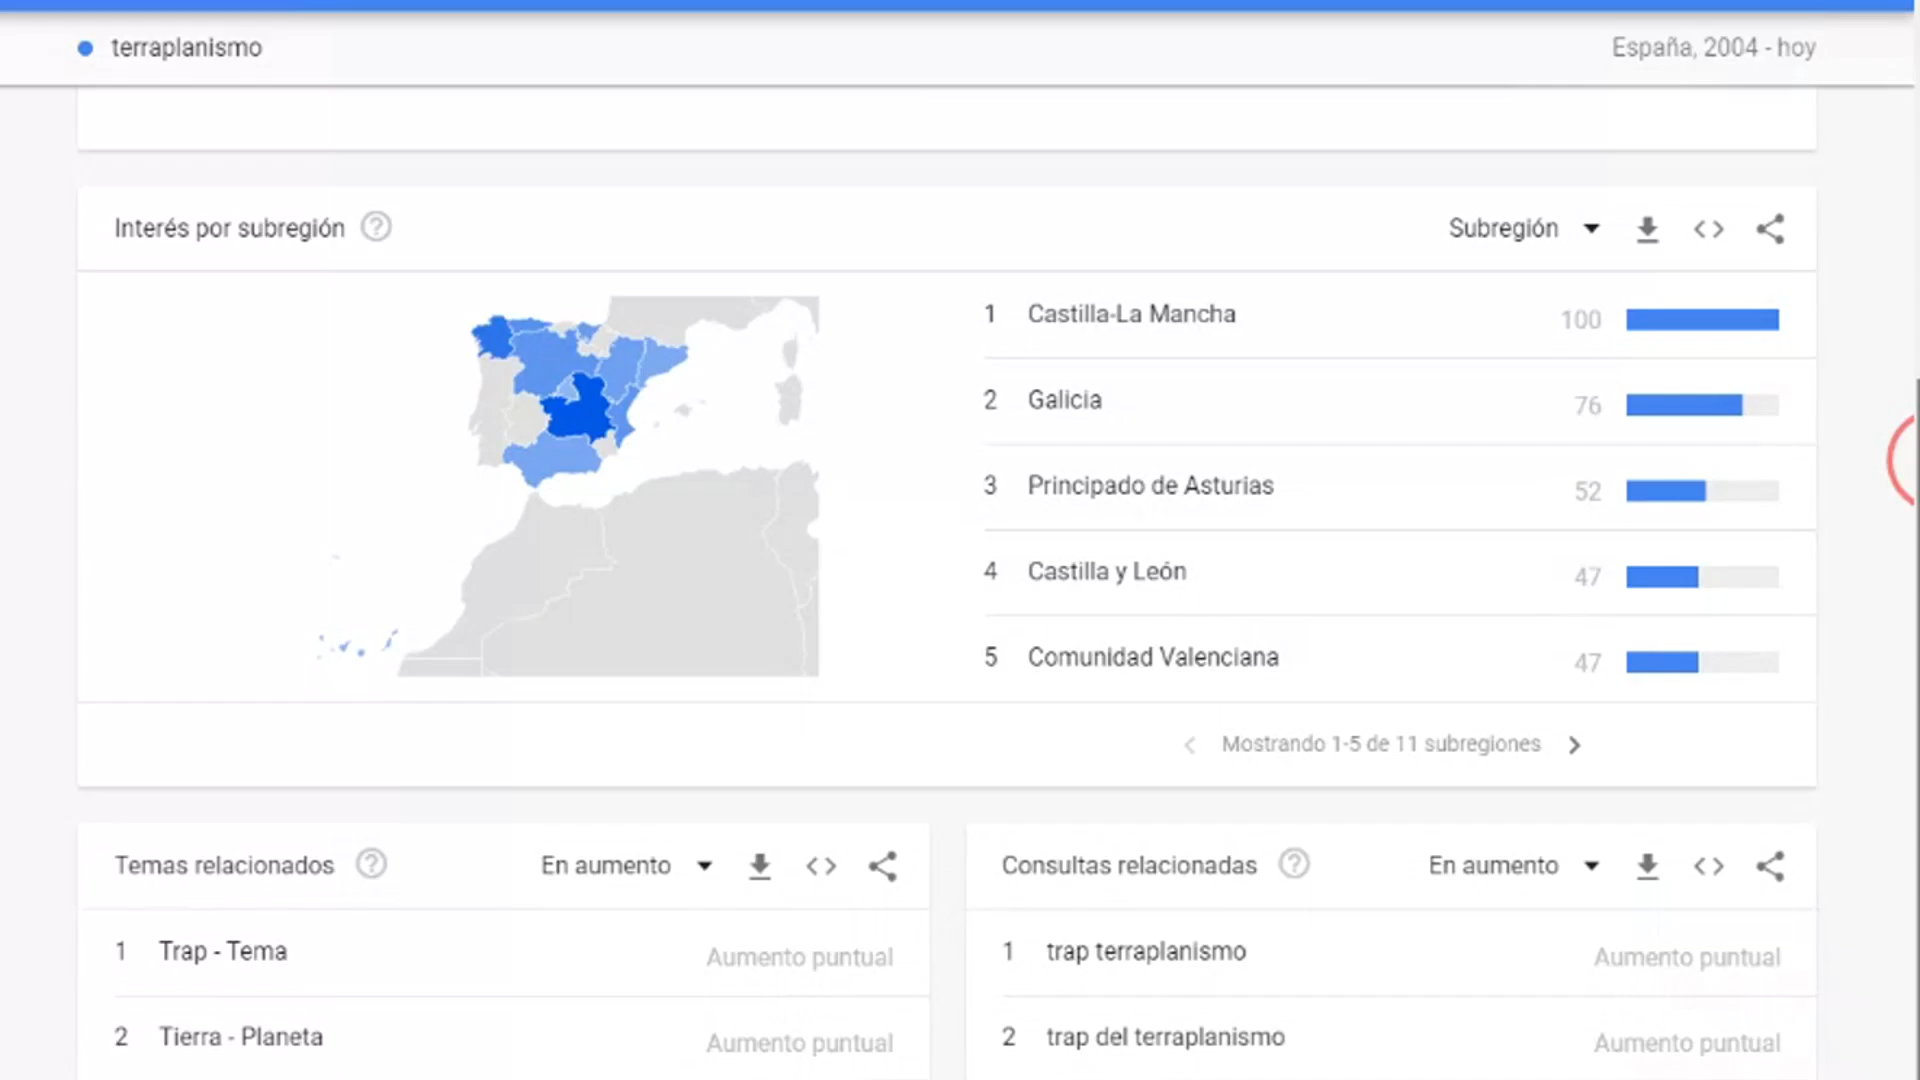 terraplanismo
España, 2004 - hoy
Interés por subregión
Subregión
1 Castilla-La Mancha 100
2 Galicia 76
3 Principado de Asturias 52
4 Castilla y León 47
5 Comunidad Valenciana 47
Mostrando 1-5 de 11 subregiones
Temas relacionados
En aumento
1 Trap - Tema Aumento puntual
2 Tierra - Planeta Aumento puntual
Consultas relacionadas
En aumento
1 trap terraplanismo Aumento puntual
2 trap del terraplanismo Aumento puntual